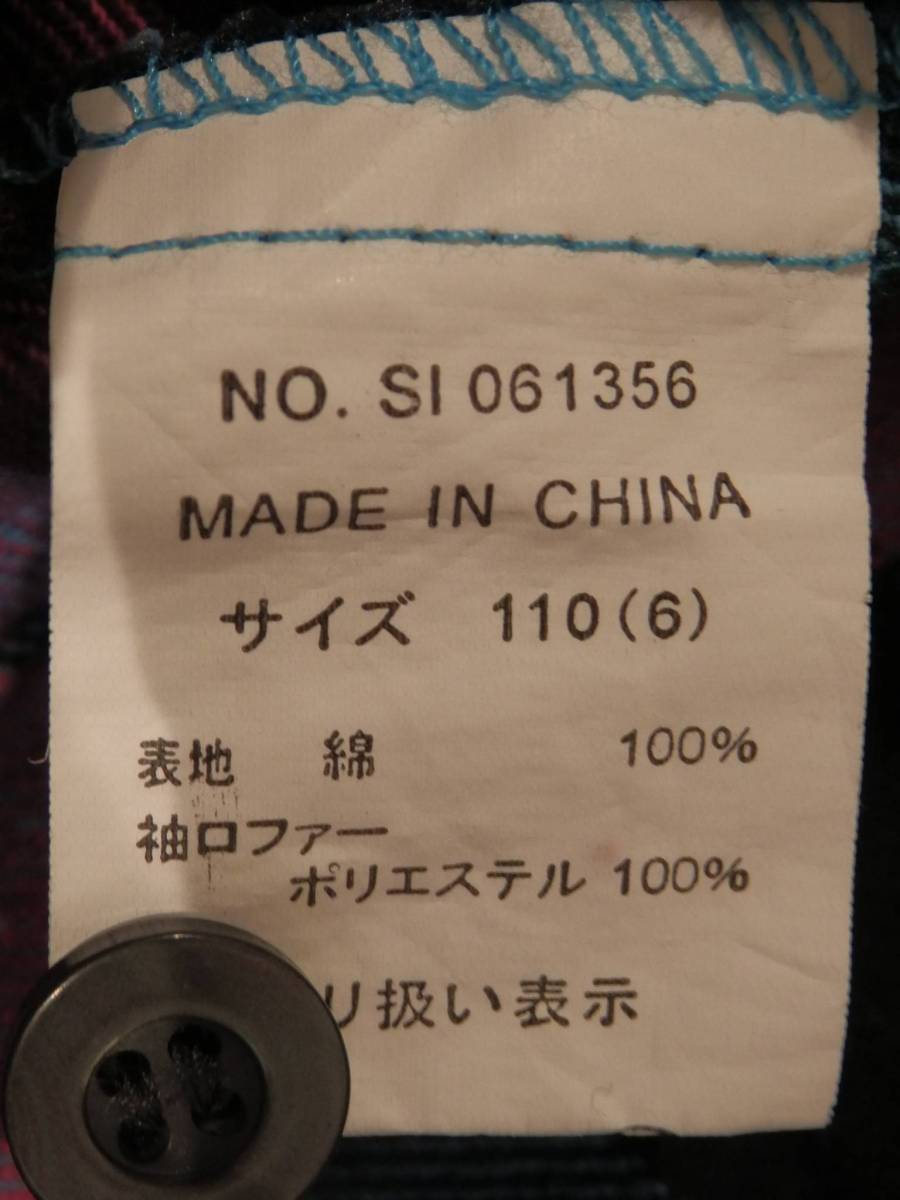 NO. SI 061356
MADE IN CHINA
サイズ 110(6)
表地 綿 100%
袖口ファー
ポリエステル 100%
り扱い表示